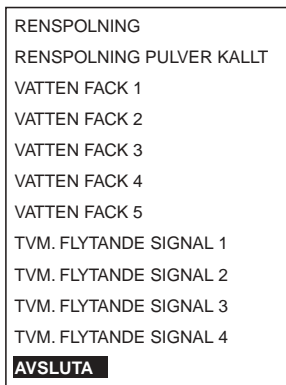 RENSPOLNING
RENSPOLNING PULVER KALLT
VATTEN FACK 1
VATTEN FACK 2
VATTEN FACK 3
VATTEN FACK 4
VATTEN FACK 5
TVM. FLYTANDE SIGNAL 1
TVM. FLYTANDE SIGNAL 2
TVM. FLYTANDE SIGNAL 3
TVM. FLYTANDE SIGNAL 4
AVSLUTA